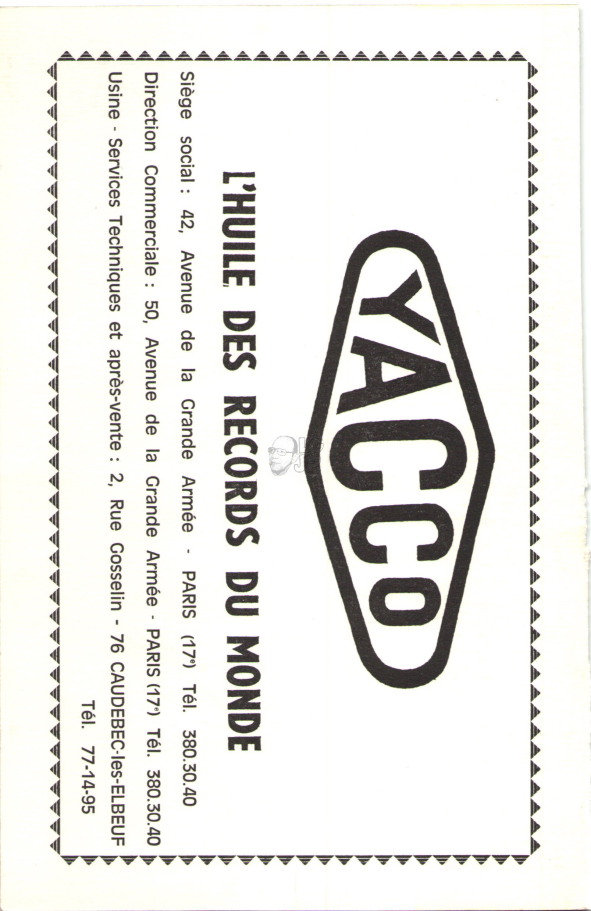 YACCO
L'HUILE DES RECORDS DU MONDE
Siège social : 42, Avenue de la Grande Armée - PARIS (17e) Tél. 380.30.40
Direction Commerciale : 50, Avenue de la Grande Armée - PARIS (17e) Tél. 380.30.40
Usine - Services Techniques et après-vente : 2, Rue Gosselin - 76 CAUDEBEC-les-ELBEUF
Tél. 77-14-95